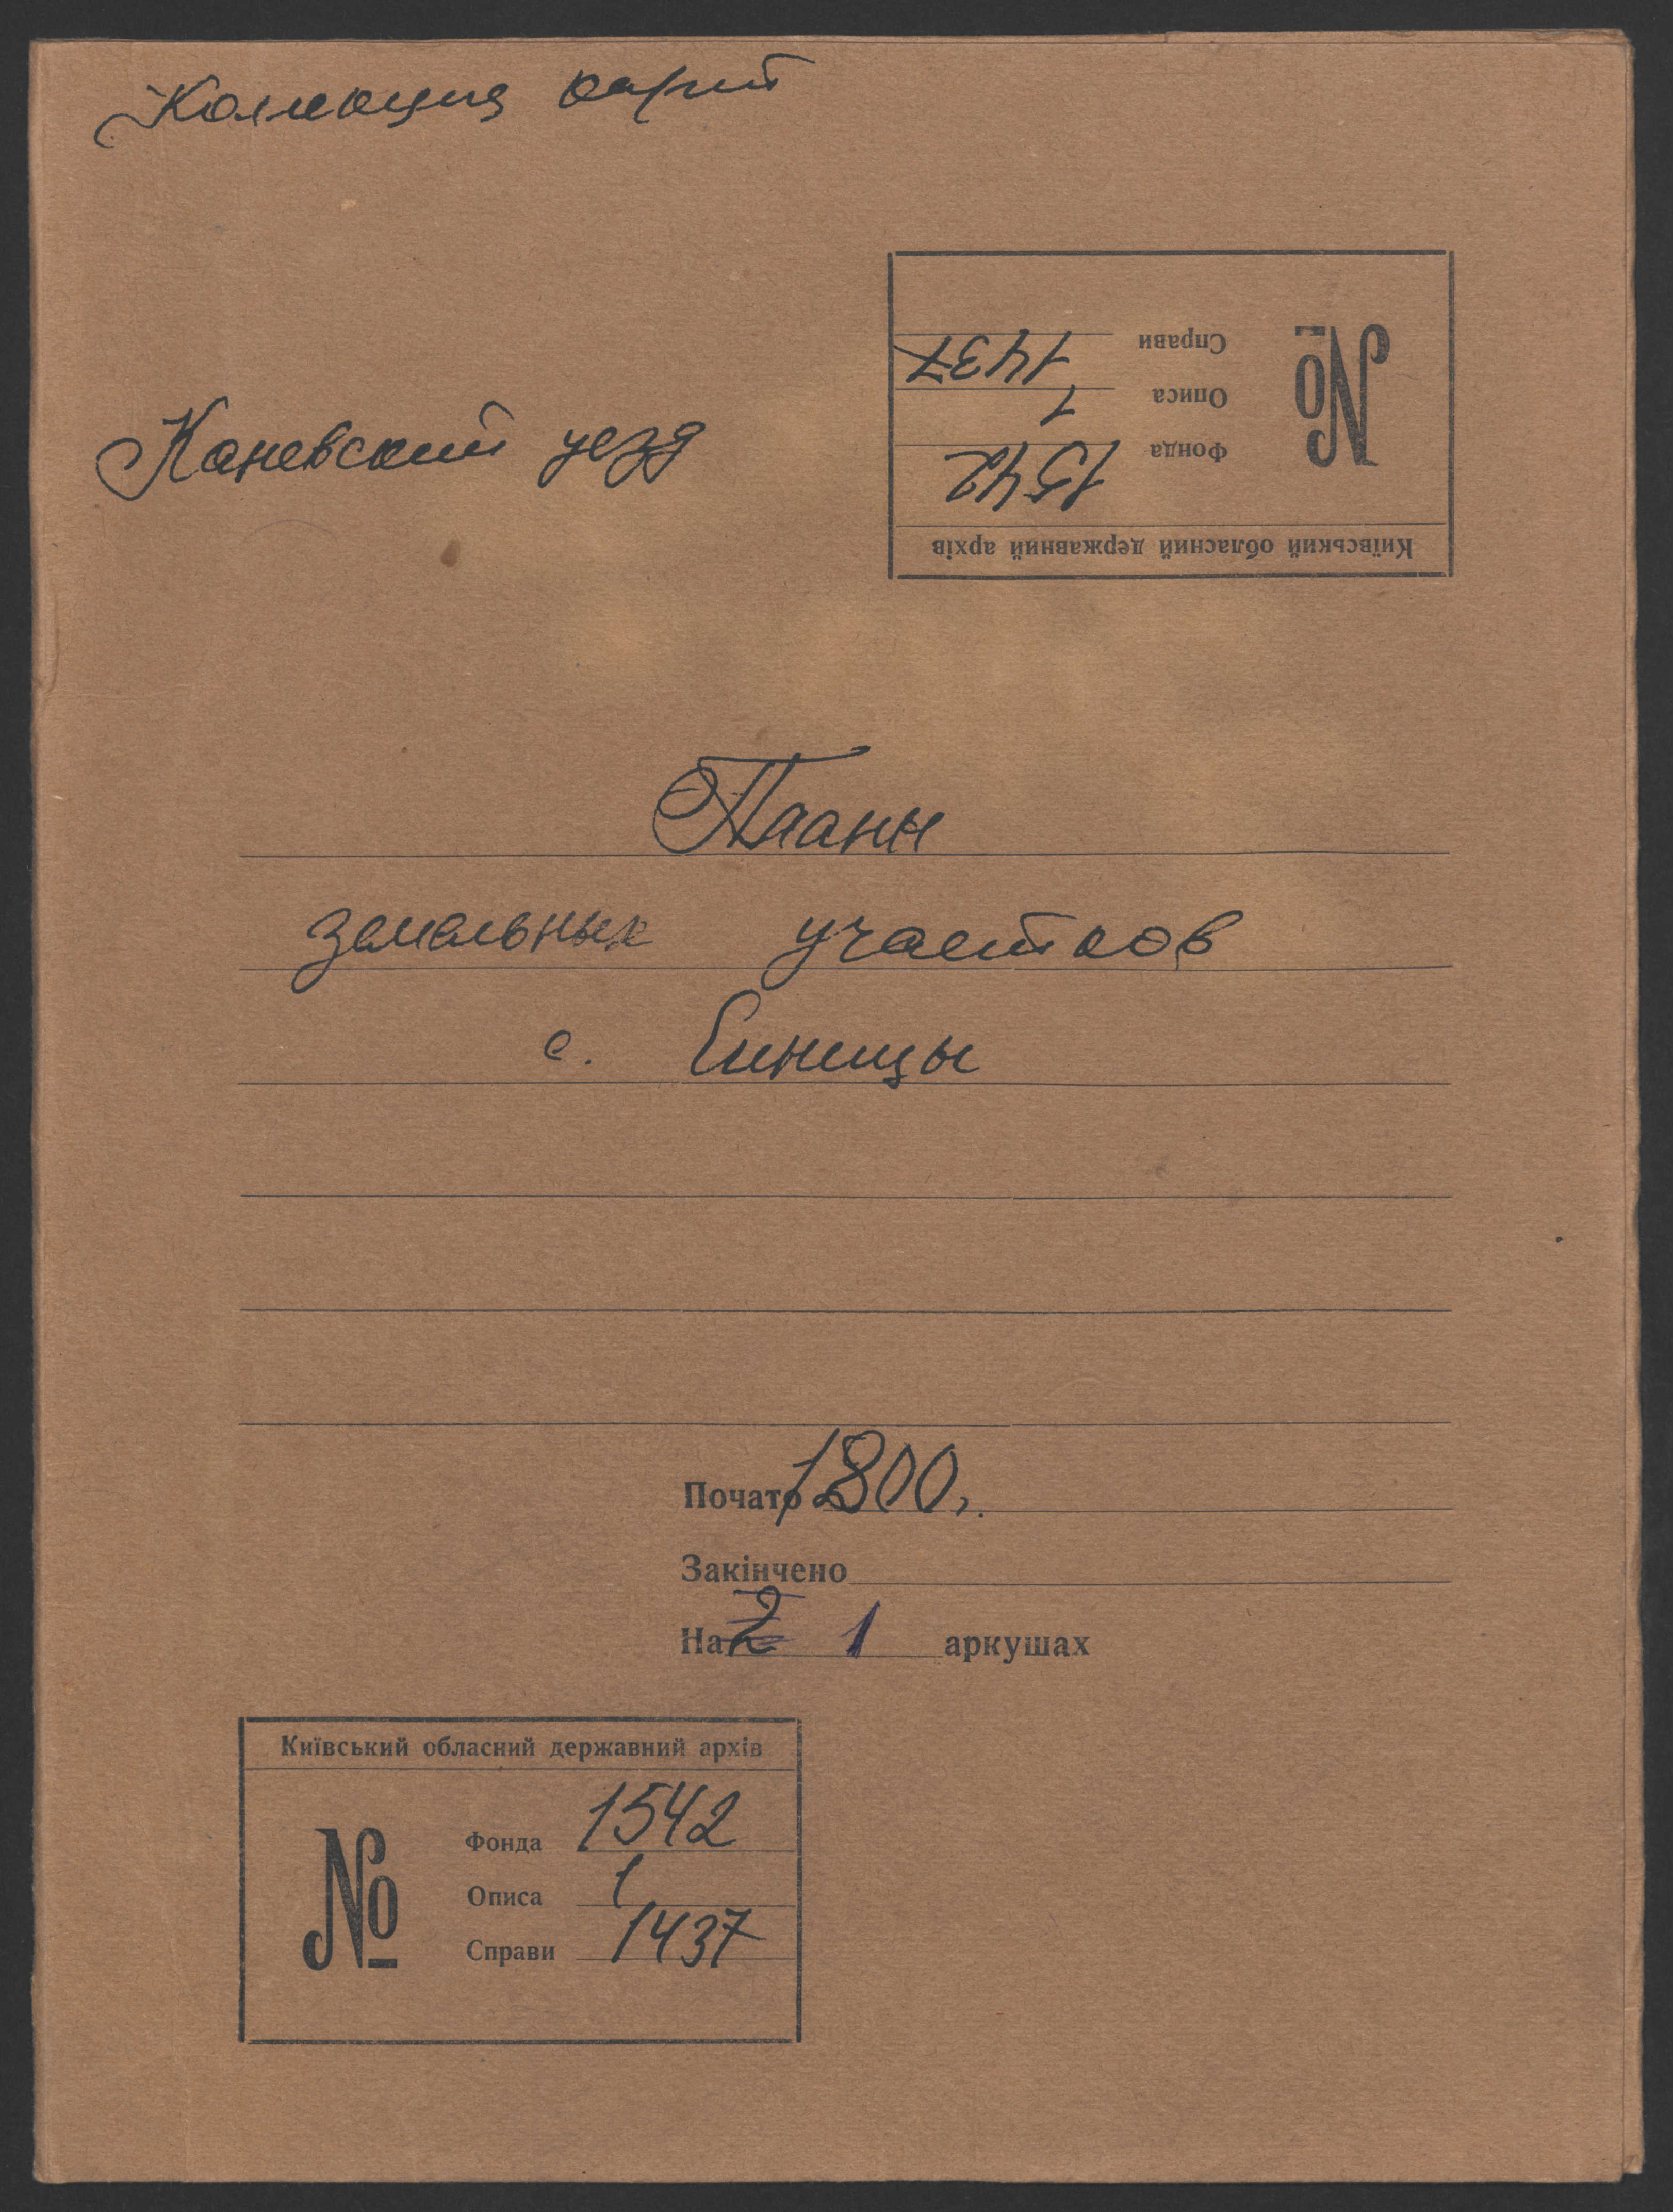 Коллекция карт
Справи 1437
Описа 1
Фонда 1542
Київський обласний державний архів
№
Каневский уезд
Планы
земельных участков
с. Синицы
Почато 1800г.
Закінчено
На 2 1 аркушах
Київський обласний державний архів
№
Фонда 1542
Описа 1
Справи 1437